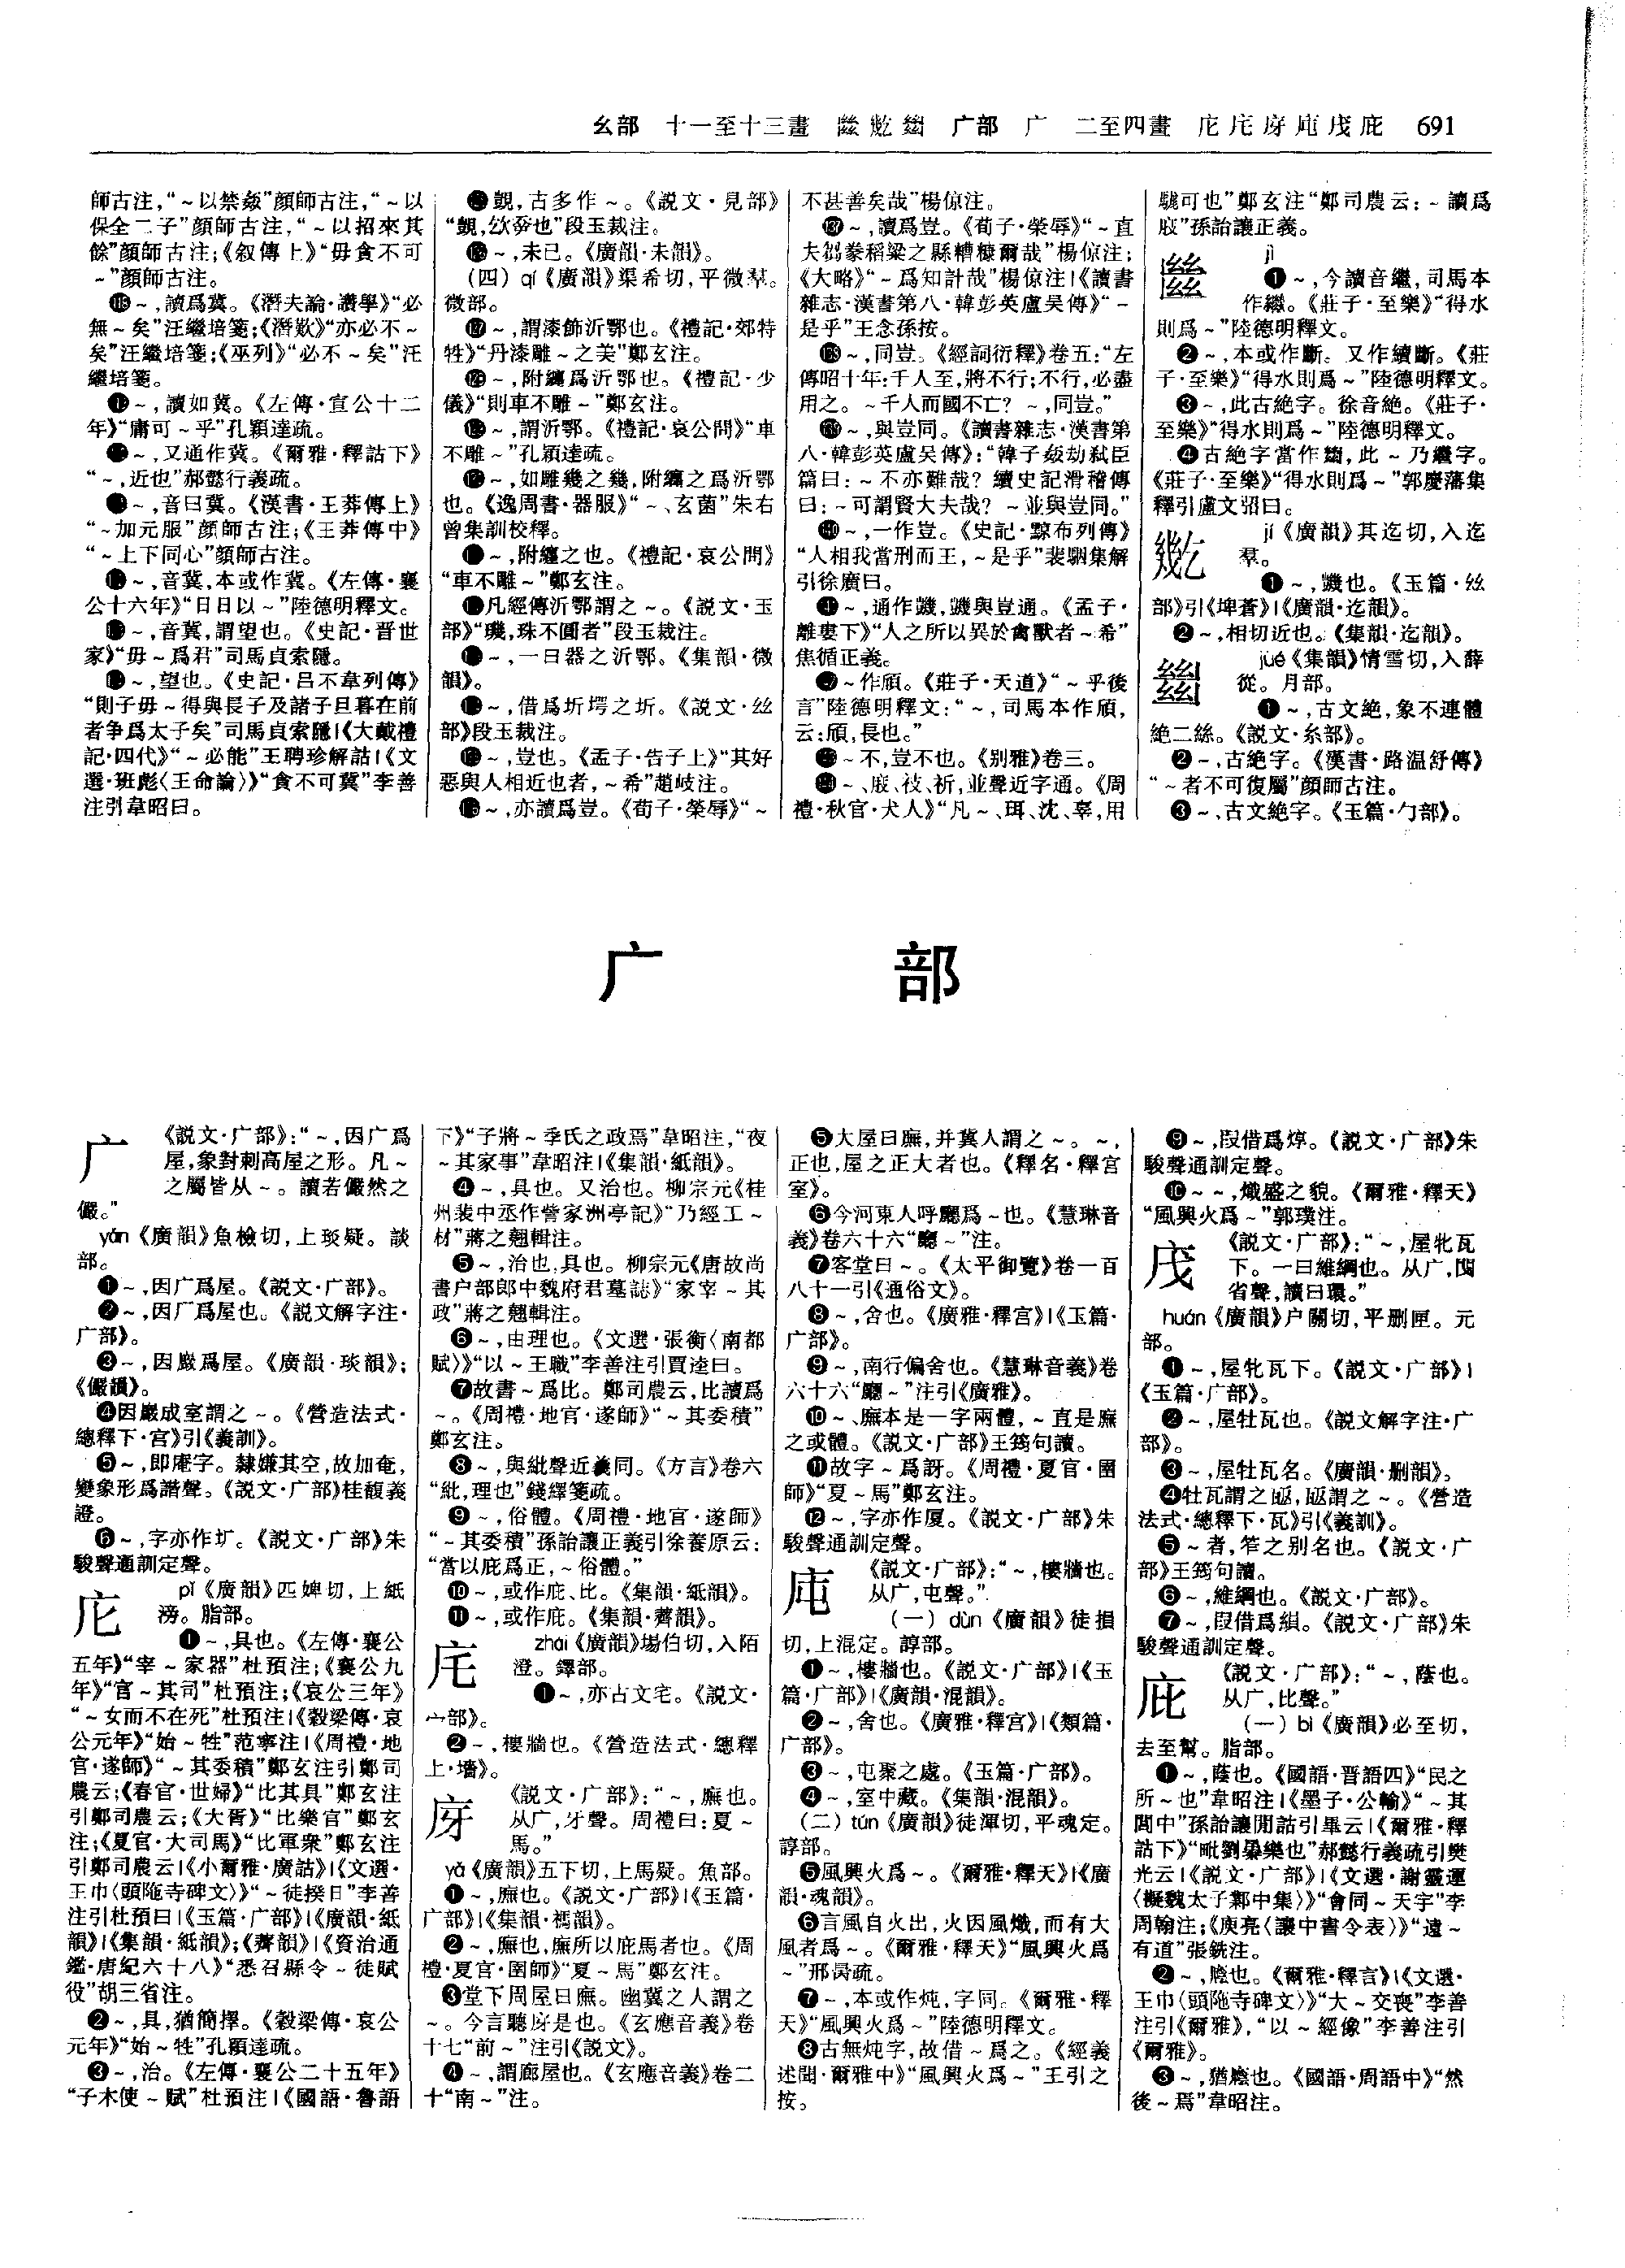 幺部　十一至十三畫　　广部　广　二至四畫　庀庉庌庉庋庇　691
師古注，“～以禁姦”顔師古注，“～以
保全二子”顔師古注，“～以招來其
餘”顔師古注；《叙傳上》“毋貪不可
～”顔師古注。
～，讀爲冀。《潛夫論·讚學》“必
無～矣”汪繼培箋；《潛歎》“亦必不～
矣”汪繼培箋；《巫列》“必不～矣”汪
繼培箋。
～，讀如冀。《左傳·宣公十二
年》“庸可～乎”孔穎達疏。
～，又通作冀。《爾雅·釋詁下》
“～，近也”郝懿行義疏。
～，音曰冀。《漢書·王莽傳上》
“～加元服”顔師古注；《王莽傳中》
“～上下同心”顔師古注。
～，音冀，本或作冀。《左傳·襄
公十六年》“日日以～”陸德明釋文。
～，音冀，謂望也。《史記·晋世
家》“毋～爲君”司馬貞索隱。
～，望也。《史記·吕不韋列傳》
“則子毋～得與長子及諸子旦暮在前
者争爲太子矣”司馬貞索隱|《大戴禮
記·四代》“～必能”王聘珍解詁|《文
選·班彪〈王命論〉》“貪不可冀”李善
注引韋昭曰。
覬，古多作～。《説文·見部》
“覬，㰟㱊也”段玉裁注。
～，未已。《廣韻·未韻》。
（四）qí《廣韻》渠希切，平微羣。
微部。
～，謂漆飾沂鄂也。《禮記·郊特
牲》“丹漆雕～之美”鄭玄注。
～，附纏爲沂鄂也。《禮記·少
儀》“則車不雕～”鄭玄注。
～，謂沂鄂。《禮記·哀公問》“車
不雕～”孔穎達疏。
～，如雕幾之幾，附纏之爲沂鄂
也。《逸周書·器服》“～、玄菌”朱右
曾集訓校釋。
～，附纏之也。《禮記·哀公問》
“車不雕～”鄭玄注。
凡經傳沂鄂謂之～。《説文·玉
部》“璣，珠不圓者”段玉裁注。
～，一曰器之沂鄂。《集韻·微
韻》。
～，借爲圻堮之圻。《説文·𢆶
部》段玉裁注。
～，豈也。《孟子·告子上》“其好
惡與人相近也者，～希”趙岐注。
～，亦讀爲豈。《荀子·榮辱》“～
不甚善矣哉”楊倞注。
～，讀爲豈。《荀子·榮辱》“～直
夫芻豢稻粱之縣糟糠爾哉”楊倞注；
《大略》“～爲知計哉”楊倞注|《讀書
雜志·漢書第八·韓彭英盧吴傳》“～
是乎”王念孫按。
～，同豈。《經詞衍釋》卷五：“左
傳昭十年：千人至，將不行；不行，必盡
用之。～千人而國不亡？～，同豈。”
～，與豈同。《讀書雜志·漢書第
八·韓彭英盧吴傳》：“韓子姦劫弒臣
篇曰：～不亦難哉？續史記滑稽傳
曰：～可謂賢大夫哉？～並與豈同。”
～，一作豈。《史記·黥布列傳》
“人相我當刑而王，～是乎”裴駰集解
引徐廣曰。
～，通作譏，譏與豈通。《孟子·
離婁下》“人之所以異於禽獸者～希”
焦循正義。
～作頎。《莊子·天道》“～乎後
言”陸德明釋文：“～，司馬本作頎，
云：頎，長也。”
～不，豈不也。《别雅》卷三。
～、庪、衼、祈，並聲近字通。《周
禮·秋官·犬人》“凡～、珥、沈、辜，用
駹可也”鄭玄注“鄭司農云：～讀爲
庪”孫詒讓正義。
jì
❶～，今讀音繼，司馬本
作繼。《莊子·至樂》“得水
則爲～”陸德明釋文。
❷～，本或作斷。又作續斷。《莊
子·至樂》“得水則爲～”陸德明釋文。
❸～，此古絶字。徐音絶。《莊子·
至樂》“得水則爲～”陸德明釋文。
❹古絶字當作𢇍，此～乃繼字。
《莊子·至樂》“得水則爲～”郭慶藩集
釋引盧文弨曰。
jí《廣韻》其迄切，入迄
羣。
❶～，譏也。《玉篇·𢆶
部》引《埤蒼》|《廣韻·迄韻》。
❷～，相切近也。《集韻·迄韻》。
𢇍 jué《集韻》情雪切，入薛
從。月部。
❶～，古文絶，象不連體
絶二絲。《説文·糸部》。
❷～，古絶字。《漢書·路温舒傳》
“～者不可復屬”顔師古注。
❸～，古文絶字。《玉篇·勹部》。
广　部
广 《説文·广部》：“～，因广爲
屋，象對刺高屋之形。凡～
之屬皆从～。讀若儼然之
儼。”
yǎn《廣韻》魚檢切，上琰疑。談
部。
❶～，因广爲屋。《説文·广部》。
❷～，因厂爲屋也。《説文解字注·
广部》。
❸～，因巖爲屋。《廣韻·琰韻》；
《儼韻》。
❹因巖成室謂之～。《營造法式·
總釋下·宫》引《義訓》。
❺～，即庵字。隸嫌其空，故加奄，
變象形爲諧聲。《説文·广部》桂馥義
證。
❻～，字亦作圹。《説文·广部》朱
駿聲通訓定聲。
庀 pǐ《廣韻》匹婢切，上紙
滂。脂部。
❶～，具也。《左傳·襄公
五年》“宰～家器”杜預注；《襄公九
年》“官～其司”杜預注；《哀公三年》
“～女而不在死”杜預注|《穀梁傳·哀
公元年》“始～牲”范寧注|《周禮·地
官·遂師》“～其委積”鄭玄注引鄭司
農云；《春官·世婦》“比其具”鄭玄注
引鄭司農云；《大胥》“比樂官”鄭玄
注；《夏官·大司馬》“比軍衆”鄭玄注
引鄭司農云|《小爾雅·廣詁》|《文選·
王巾〈頭陁寺碑文〉》“～徒揆日”李善
注引杜預曰|《玉篇·广部》|《廣韻·紙
韻》|《集韻·紙韻》；《薺韻》|《資治通
鑑·唐紀六十八》“悉召縣令～徒賦
役”胡三省注。
❷～，具，猶簡擇。《穀梁傳·哀公
元年》“始～牲”孔穎達疏。
❸～，治。《左傳·襄公二十五年》
“子木使～賦”杜預注|《國語·魯語
下》“子將～季氏之政焉”韋昭注，“夜
～其家事”韋昭注|《集韻·紙韻》。
❹～，具也。又治也。柳宗元《桂
州裴中丞作訾家洲亭記》“乃經工～
材”蔣之翹輯注。
❺～，治也，具也。柳宗元《唐故尚
書户部郎中魏府君墓誌》“家宰～其
政”蔣之翹輯注。
❻～，由理也。《文選·張衡〈南都
賦〉》“以～王職”李善注引賈逵曰。
❼故書～爲比。鄭司農云，比讀爲
～。《周禮·地官·遂師》“～其委積”
鄭玄注。
❽～，與紕聲近義同。《方言》卷六
“紕，理也”錢繹箋疏。
❾～，俗體。《周禮·地官·遂師》
“～其委積”孫詒讓正義引徐養原云：
“當以庇爲正，～俗體。”
❿～，或作庇、比。《集韻·紙韻》。
⓫～，或作庇。《集韻·薺韻》。
㡯 zhái《廣韻》場伯切，入陌
澄。鐸部。
❶～，亦古文宅。《説文·
宀部》。
❷～，樓牆也。《營造法式·總釋
上·墻》。
庌 《説文·广部》：“～，廡也。
从广，牙聲。周禮曰：夏～
馬。”
yǎ《廣韻》五下切，上馬疑。魚部。
❶～，廡也。《説文·广部》|《玉篇·
广部》|《集韻·禡韻》。
❷～，廡也，廡所以庇馬者也。《周
禮·夏官·圉師》“夏～馬”鄭玄注。
❸堂下周屋曰廡。幽冀之人謂之
～。今言聽庌是也。《玄應音義》卷
十七“前～”注引《説文》。
❹～，謂廊屋也。《玄應音義》卷二
十“南～”注。
❺大屋曰廡，并冀人謂之～。～，
正也，屋之正大者也。《釋名·釋宫
室》。
❻今河東人呼廳爲～也。《慧琳音
義》卷六十六“廳～”注。
❼客堂曰～。《太平御覽》卷一百
八十一引《通俗文》。
❽～，舍也。《廣雅·釋宫》|《玉篇·
广部》。
❾～，南行偏舍也。《慧琳音義》卷
六十六“廳～”注引《廣雅》。
❿～、廡本是一字兩體，～直是廡
之或體。《説文·广部》王筠句讀。
⓫故字～爲訝。《周禮·夏官·圉
師》“夏～馬”鄭玄注。
⓬～，字亦作厦。《説文·广部》朱
駿聲通訓定聲。
庉 《説文·广部》：“～，樓牆也。
从广，屯聲。”
（一）dùn《廣韻》徒損
切，上混定。諄部。
❶～，樓牆也。《説文·广部》|《玉
篇·广部》|《廣韻·混韻》。
❷～，舍也。《廣雅·釋宫》|《類篇·
广部》。
❸～，屯聚之處。《玉篇·广部》。
❹～，室中藏。《集韻·混韻》。
（二）tún《廣韻》徒渾切，平魂定。
諄部。
❺風興火爲～。《爾雅·釋天》|《廣
韻·魂韻》。
❻言風自火出，火因風熾，而有大
風者爲～。《爾雅·釋天》“風興火爲
～”邢昺疏。
❼～，本或作炖，字同。《爾雅·釋
天》“風興火爲～”陸德明釋文。
❽古無炖字，故借～爲之。《經義
述聞·爾雅中》“風興火爲～”王引之
按。
❾～，叚借爲焞。《説文·广部》朱
駿聲通訓定聲。
❿～～，熾盛之貌。《爾雅·釋天》
“風興火爲～”郭璞注。
《説文·广部》：“～，屋牝瓦
下。一曰維綱也。从广，閔
省聲，讀曰環。”
huán《廣韻》户關切，平删匣。元
部。
❶～，屋牝瓦下。《説文·广部》|
《玉篇·广部》。
❷～，屋牡瓦也。《説文解字注·广
部》。
❸～，屋牡瓦名。《廣韻·删韻》。
❹牡瓦謂之㼧，㼧謂之～。《營造
法式·總釋下·瓦》引《義訓》。
❺～者，笮之别名也。《説文·广
部》王筠句讀。
❻～，維綱也。《説文·广部》。
❼～，叚借爲緷。《説文·广部》朱
駿聲通訓定聲。
庇 《説文·广部》：“～，蔭也。
从广，比聲。”
（一）bì《廣韻》必至切，
去至幫。脂部。
❶～，蔭也。《國語·晋語四》“民之
所～也”韋昭注|《墨子·公輸》“～其
閭中”孫詒讓閒詁引畢云|《爾雅·釋
詁下》“毗劉暴樂也”郝懿行義疏引樊
光云|《説文·广部》|《文選·謝靈運
〈擬魏太子鄴中集〉》“會同～天宇”李
周翰注；《庾亮〈讓中書令表〉》“遠～
有道”張銑注。
❷～，廕也。《爾雅·釋言》|《文選·
王巾〈頭陁寺碑文〉》“大～交喪”李善
注引《爾雅》，“以～經像”李善注引
《爾雅》。
❸～，猶廕也。《國語·周語中》“然
後～焉”韋昭注。